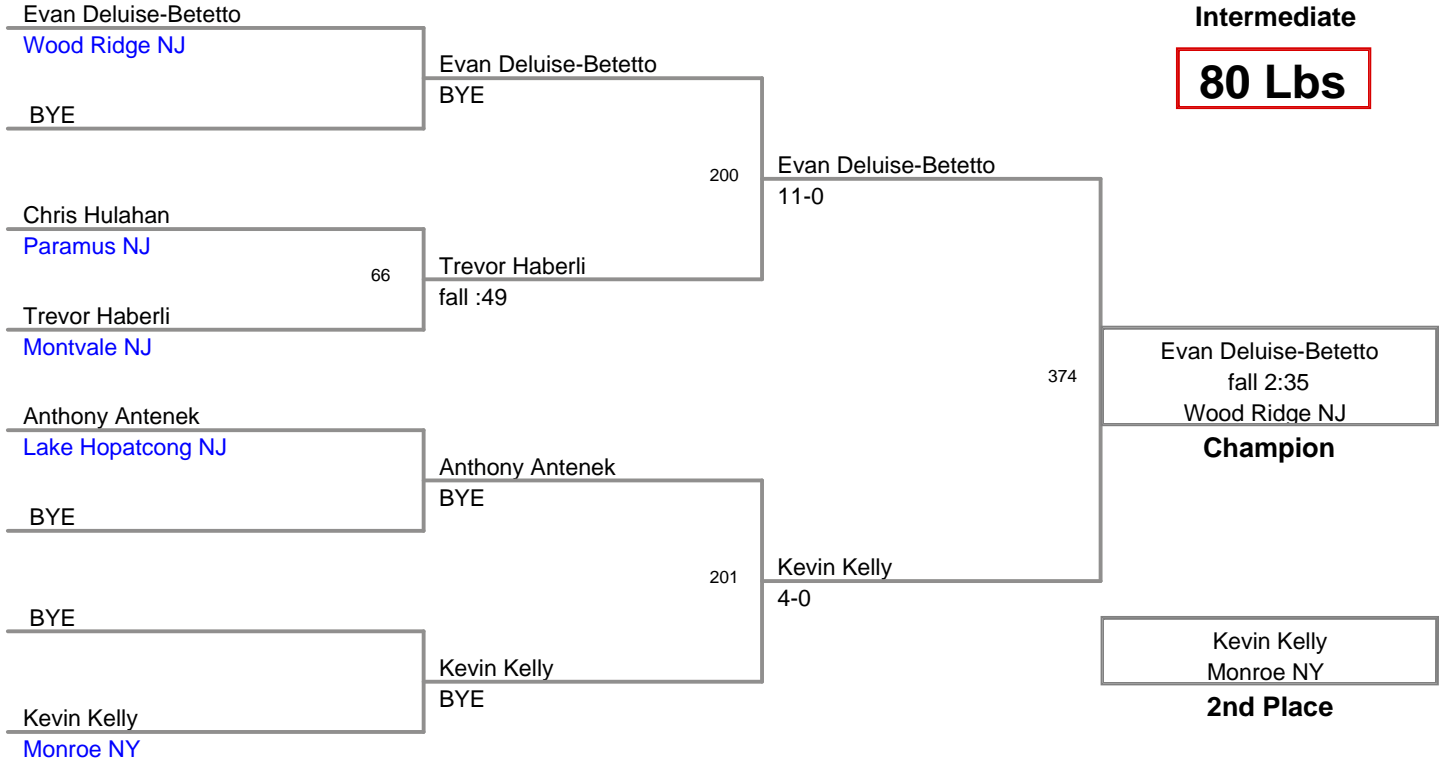 Evan Deluise-Betetto
Wood Ridge NJ
BYE
Chris Hulahan
Paramus NJ
66
Trevor Haberli
Montvale NJ
Anthony Antenek
Lake Hopatcong NJ
BYE
BYE
Kevin Kelly
Monroe NY
Evan Deluise-Betetto
BYE
200
Trevor Haberli
fall :49
Anthony Antenek
BYE
201
Kevin Kelly
BYE
Evan Deluise-Betetto
11-0
374
Kevin Kelly
4-0
Intermediate
80 Lbs
Evan Deluise-Betetto
fall 2:35
Wood Ridge NJ
Champion
Kevin Kelly
Monroe NY
2nd Place